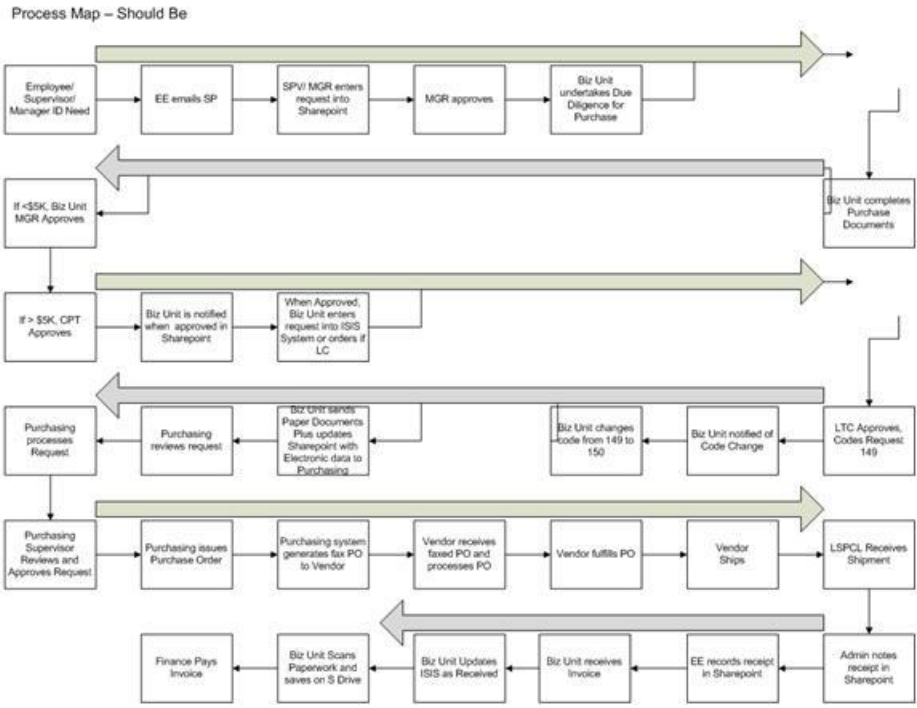 Process Map – Should Be
Employee/
Supervisor/
Manager ID Need
EE emails SP
SPV/ MGR enters
request into
Sharepoint
MGR approves
Biz Unit
undertakes Due
Diligence for
Purchase
If <$5K, Biz Unit
MGR Approves
Biz Unit completes
Purchase
Documents
If > $5K, CPT
Approves
Biz Unit is notified
when approved in
Sharepoint
When Approved,
Biz Unit enters
request into ISIS
System or orders if
LC
Purchasing
processes
Request
Purchasing
reviews request
Biz Unit sends
Paper Documents
Plus updates
Sharepoint with
Electronic data to
Purchasing
Biz Unit changes
code from 149 to
150
Biz Unit notified of
Code Change
LTC Approves,
Codes Request
149
Purchasing
Supervisor
Reviews and
Approves Request
Purchasing issues
Purchase Order
Purchasing system
generates fax PO
to Vendor
Vendor receives
faxed PO and
processes PO
Vendor fulfills PO
Vendor
Ships
LSPCL Receives
Shipment
Finance Pays
Invoice
Biz Unit Scans
Paperwork and
saves on S Drive
Biz Unit Updates
ISIS as Received
Biz Unit receives
Invoice
EE records receipt
in Sharepoint
Admin notes
receipt in
Sharepoint